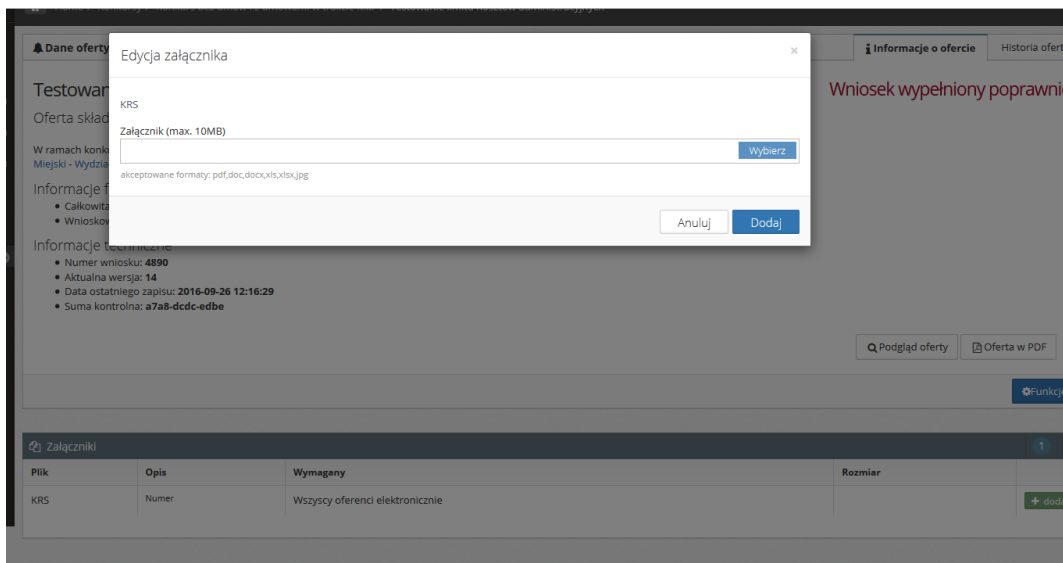 Dane oferty
Informacje o ofercie
Historia ofert
Edycja załącznika
×
KRS
Załącznik (max. 10MB)
Wybierz
akceptowane formaty: pdf,doc,docx,xls,xlsx,jpg
Anuluj
Dodaj
Testowan
Wniosek wypełniony poprawni
Oferta skład
W ramach konku
Miejski - Wydzia
Informacje f
Całkowita
Wnioskow
Informacje techniczne
Numer wniosku: 4890
Aktualna wersja: 14
Data ostatniego zapisu: 2016-09-26 12:16:29
Suma kontrolna: a7a8-dcdc-edbe
Podgląd oferty
Oferta w PDF
Funkcje
Załączniki
1
Plik Opis Wymagany Rozmiar
KRS Numer Wszyscy oferenci elektronicznie
+ doda